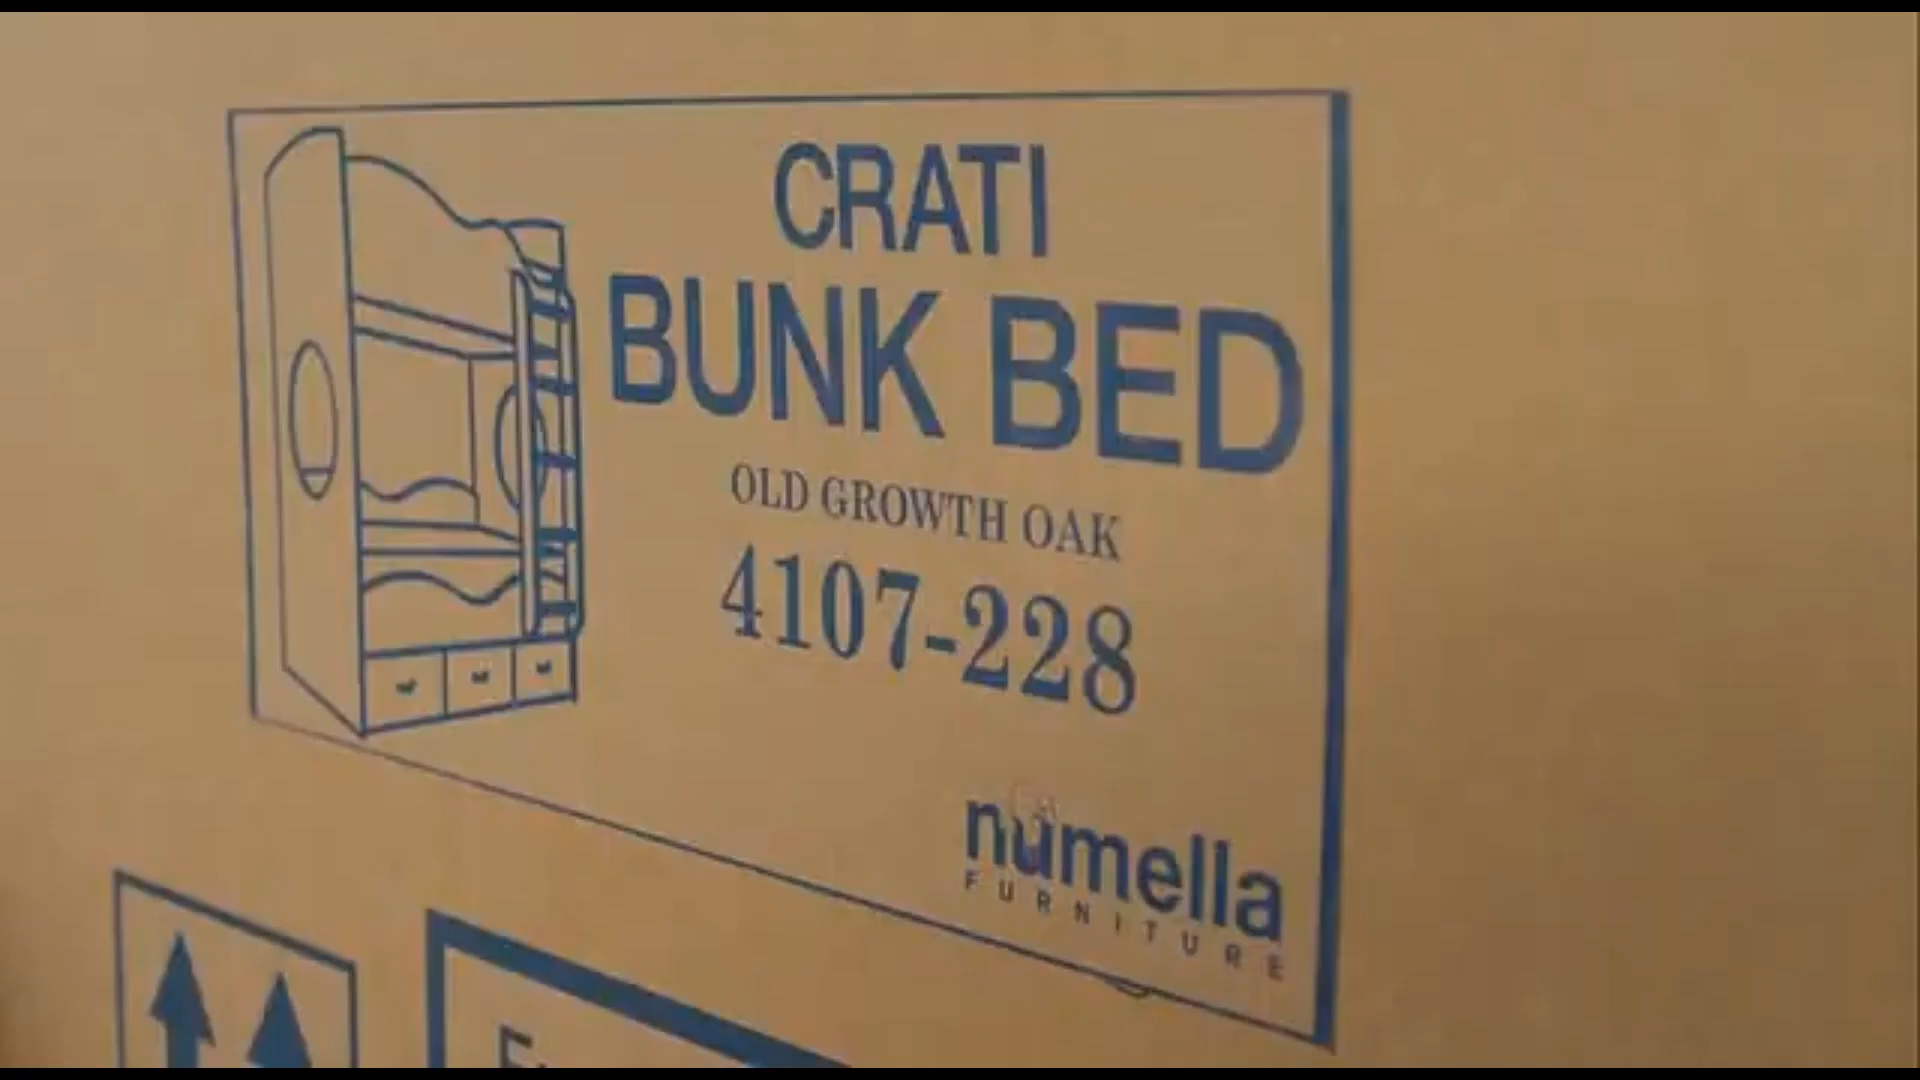 CRATI
BUNK BED
OLD GROWTH OAK
4107-228
numella
FURNITURE